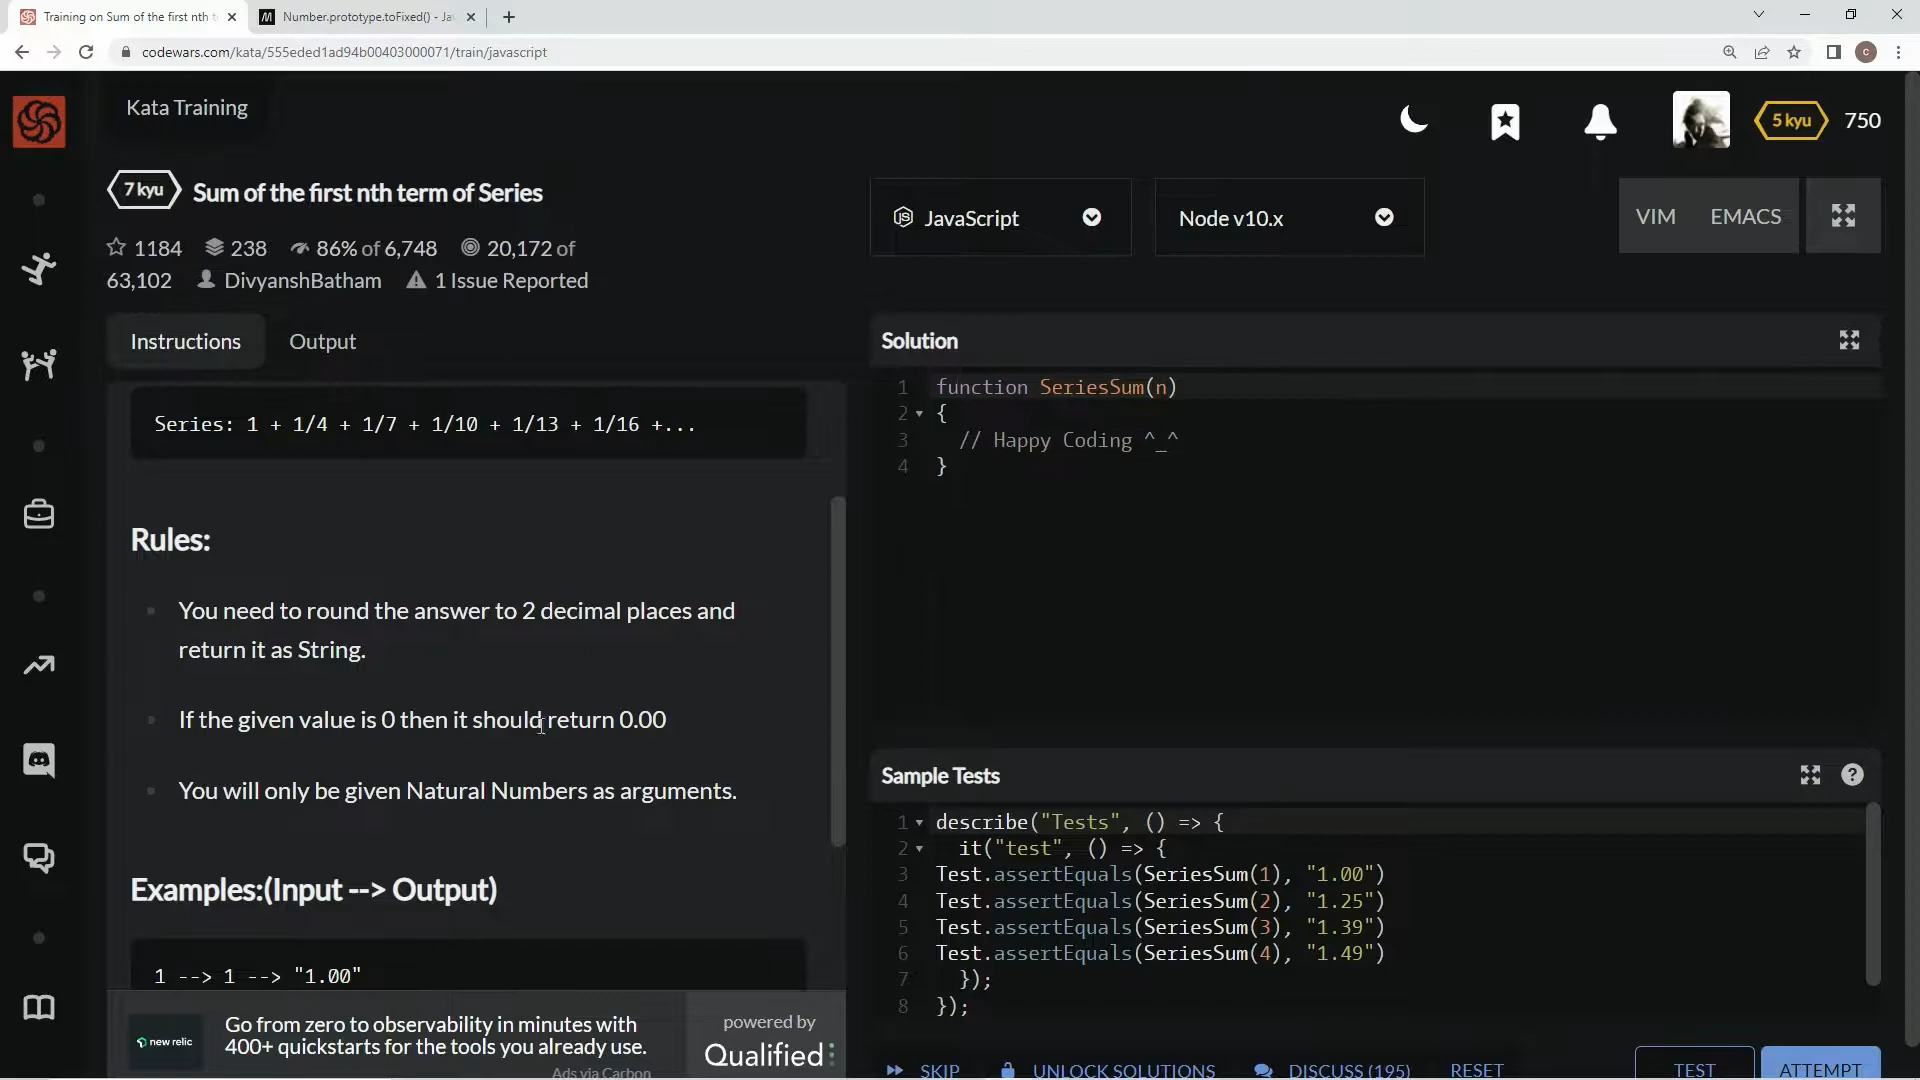 Training on Sum of the first nth t
Number.prototype.toFixed() - Ja
codewars.com/kata/555eded1ad94b00403000071/train/javascript
Kata Training
5 kyu 750
7 kyu Sum of the first nth term of Series
1184 238 86% of 6,748 20,172 of
63,102 DivyanshBatham 1 Issue Reported
JavaScript
Node v10.x
VIM EMACS
Instructions Output
Series: 1 + 1/4 + 1/7 + 1/10 + 1/13 + 1/16 +...
Rules:
You need to round the answer to 2 decimal places and
return it as String.
If the given value is 0 then it should return 0.00
You will only be given Natural Numbers as arguments.
Examples:(Input --> Output)
1 --> 1 --> "1.00"
new relic
Go from zero to observability in minutes with
400+ quickstarts for the tools you already use.
Ads via Carbon
powered by
Qualified
Solution
1 function SeriesSum(n)
2 {
3 // Happy Coding ^_^
4 }
Sample Tests
1 describe("Tests", () => {
2 it("test", () => {
3 Test.assertEquals(SeriesSum(1), "1.00")
4 Test.assertEquals(SeriesSum(2), "1.25")
5 Test.assertEquals(SeriesSum(3), "1.39")
6 Test.assertEquals(SeriesSum(4), "1.49")
7 });
8 });
SKIP UNLOCK SOLUTIONS DISCUSS (195) RESET TEST ATTEMPT